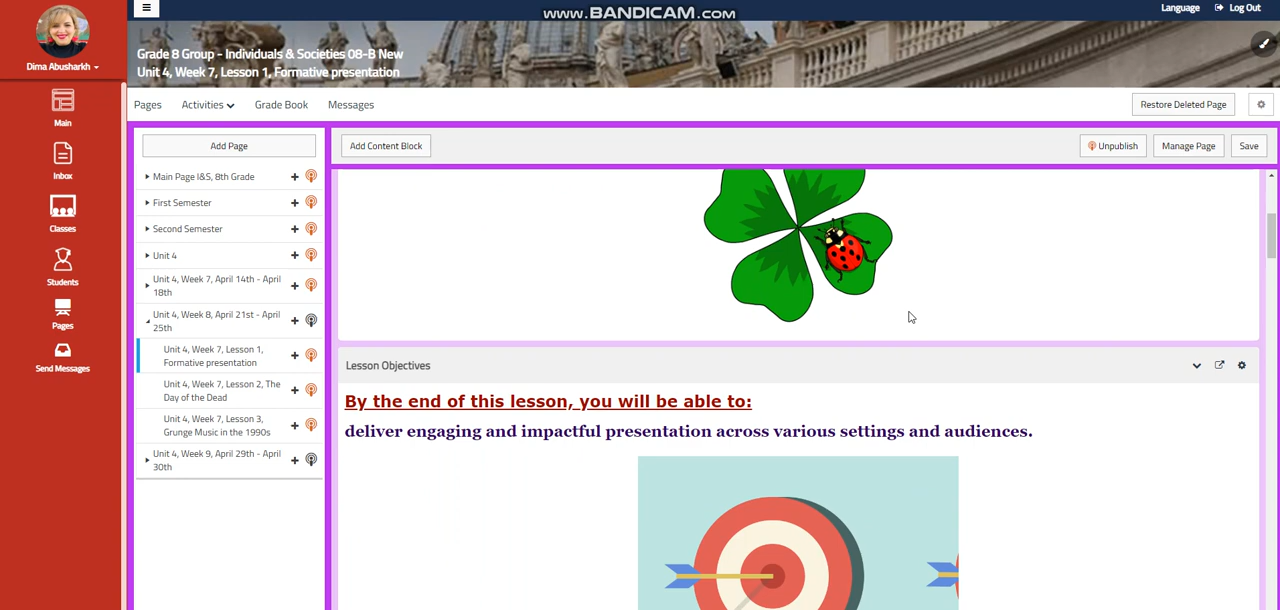 www.BANDICAM.com
Language
Log Out
Dima Abusharkh
Grade 8 Group - Individuals & Societies 08-B New
Unit 4, Week 7, Lesson 1, Formative presentation
Pages
Activities
Grade Book
Messages
Restore Deleted Page
Main
Inbox
Classes
Students
Pages
Send Messages
Add Page
Main Page I&S, 8th Grade
First Semester
Second Semester
Unit 4
Unit 4, Week 7, April 14th - April
18th
Unit 4, Week 8, April 21st - April
25th
Unit 4, Week 7, Lesson 1,
Formative presentation
Unit 4, Week 7, Lesson 2, The
Day of the Dead
Unit 4, Week 7, Lesson 3,
Grunge Music in the 1990s
Unit 4, Week 9, April 29th - April
30th
Add Content Block
Unpublish
Manage Page
Save
Lesson Objectives
By the end of this lesson, you will be able to:
deliver engaging and impactful presentation across various settings and audiences.